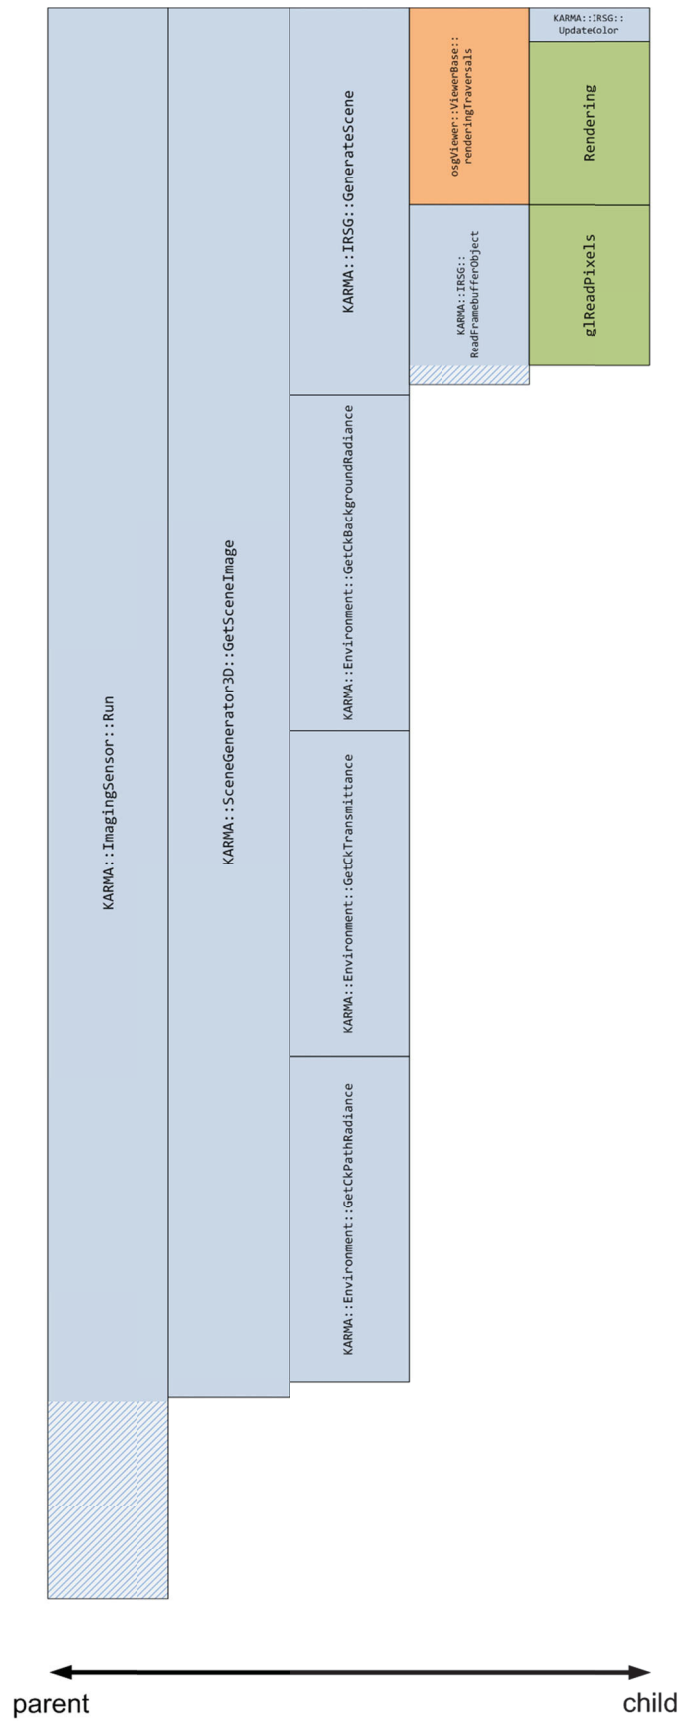 KARMA::ImagingSensor::Run
KARMA::SceneGenerator3D::GetSceneImage
KARMA::IRSG::GenerateScene
KARMA::Environment::GetCkBackgroundRadiance
KARMA::Environment::GetCkTransmittance
KARMA::Environment::GetCkPathRadiance
osgViewer::ViewerBase::
renderingTraversals
KARMA::IRSG::
ReadFramebufferObject
KARMA::IRSG::
UpdateColor
Rendering
glReadPixels
parent
child